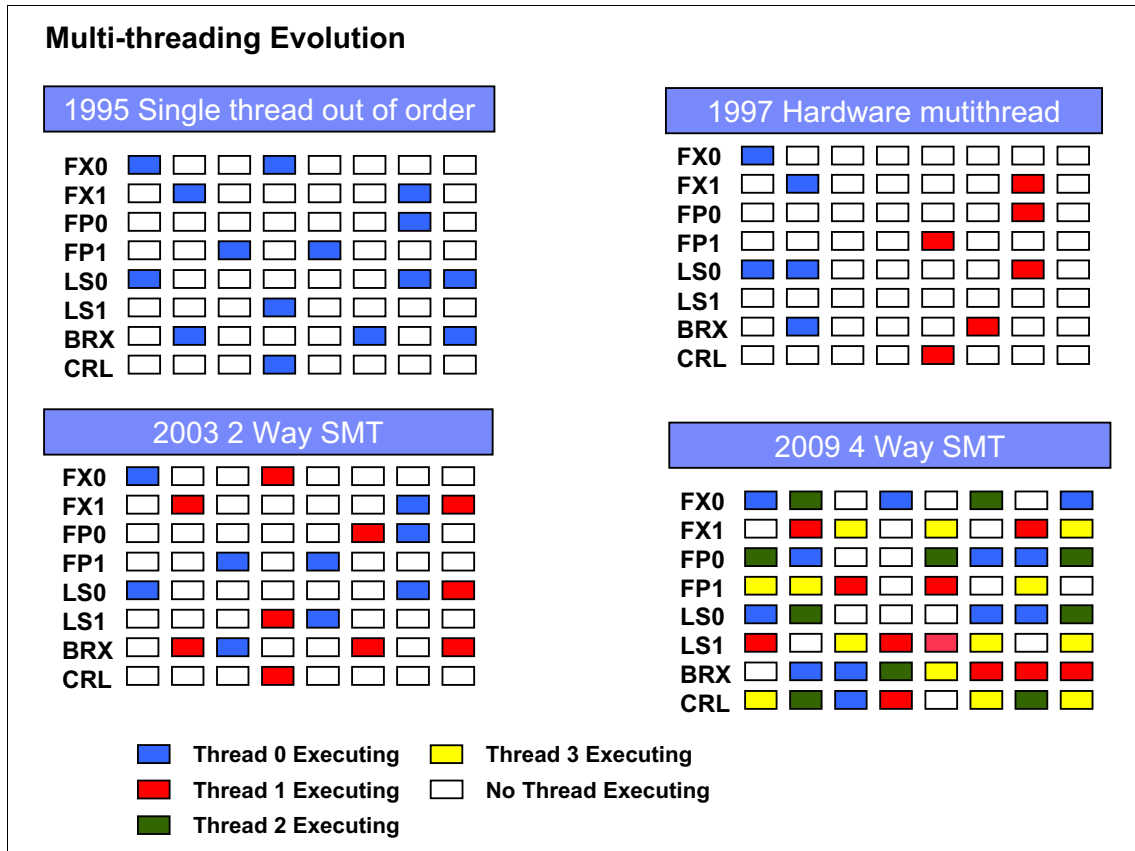 Multi-threading Evolution
1995 Single thread out of order
FX0
FX1
FP0
FP1
LS0
LS1
BRX
CRL
1997 Hardware mutithread
FX0
FX1
FP0
FP1
LS0
LS1
BRX
CRL
2003 2 Way SMT
FX0
FX1
FP0
FP1
LS0
LS1
BRX
CRL
2009 4 Way SMT
FX0
FX1
FP0
FP1
LS0
LS1
BRX
CRL
Thread 0 Executing
Thread 1 Executing
Thread 2 Executing
Thread 3 Executing
No Thread Executing